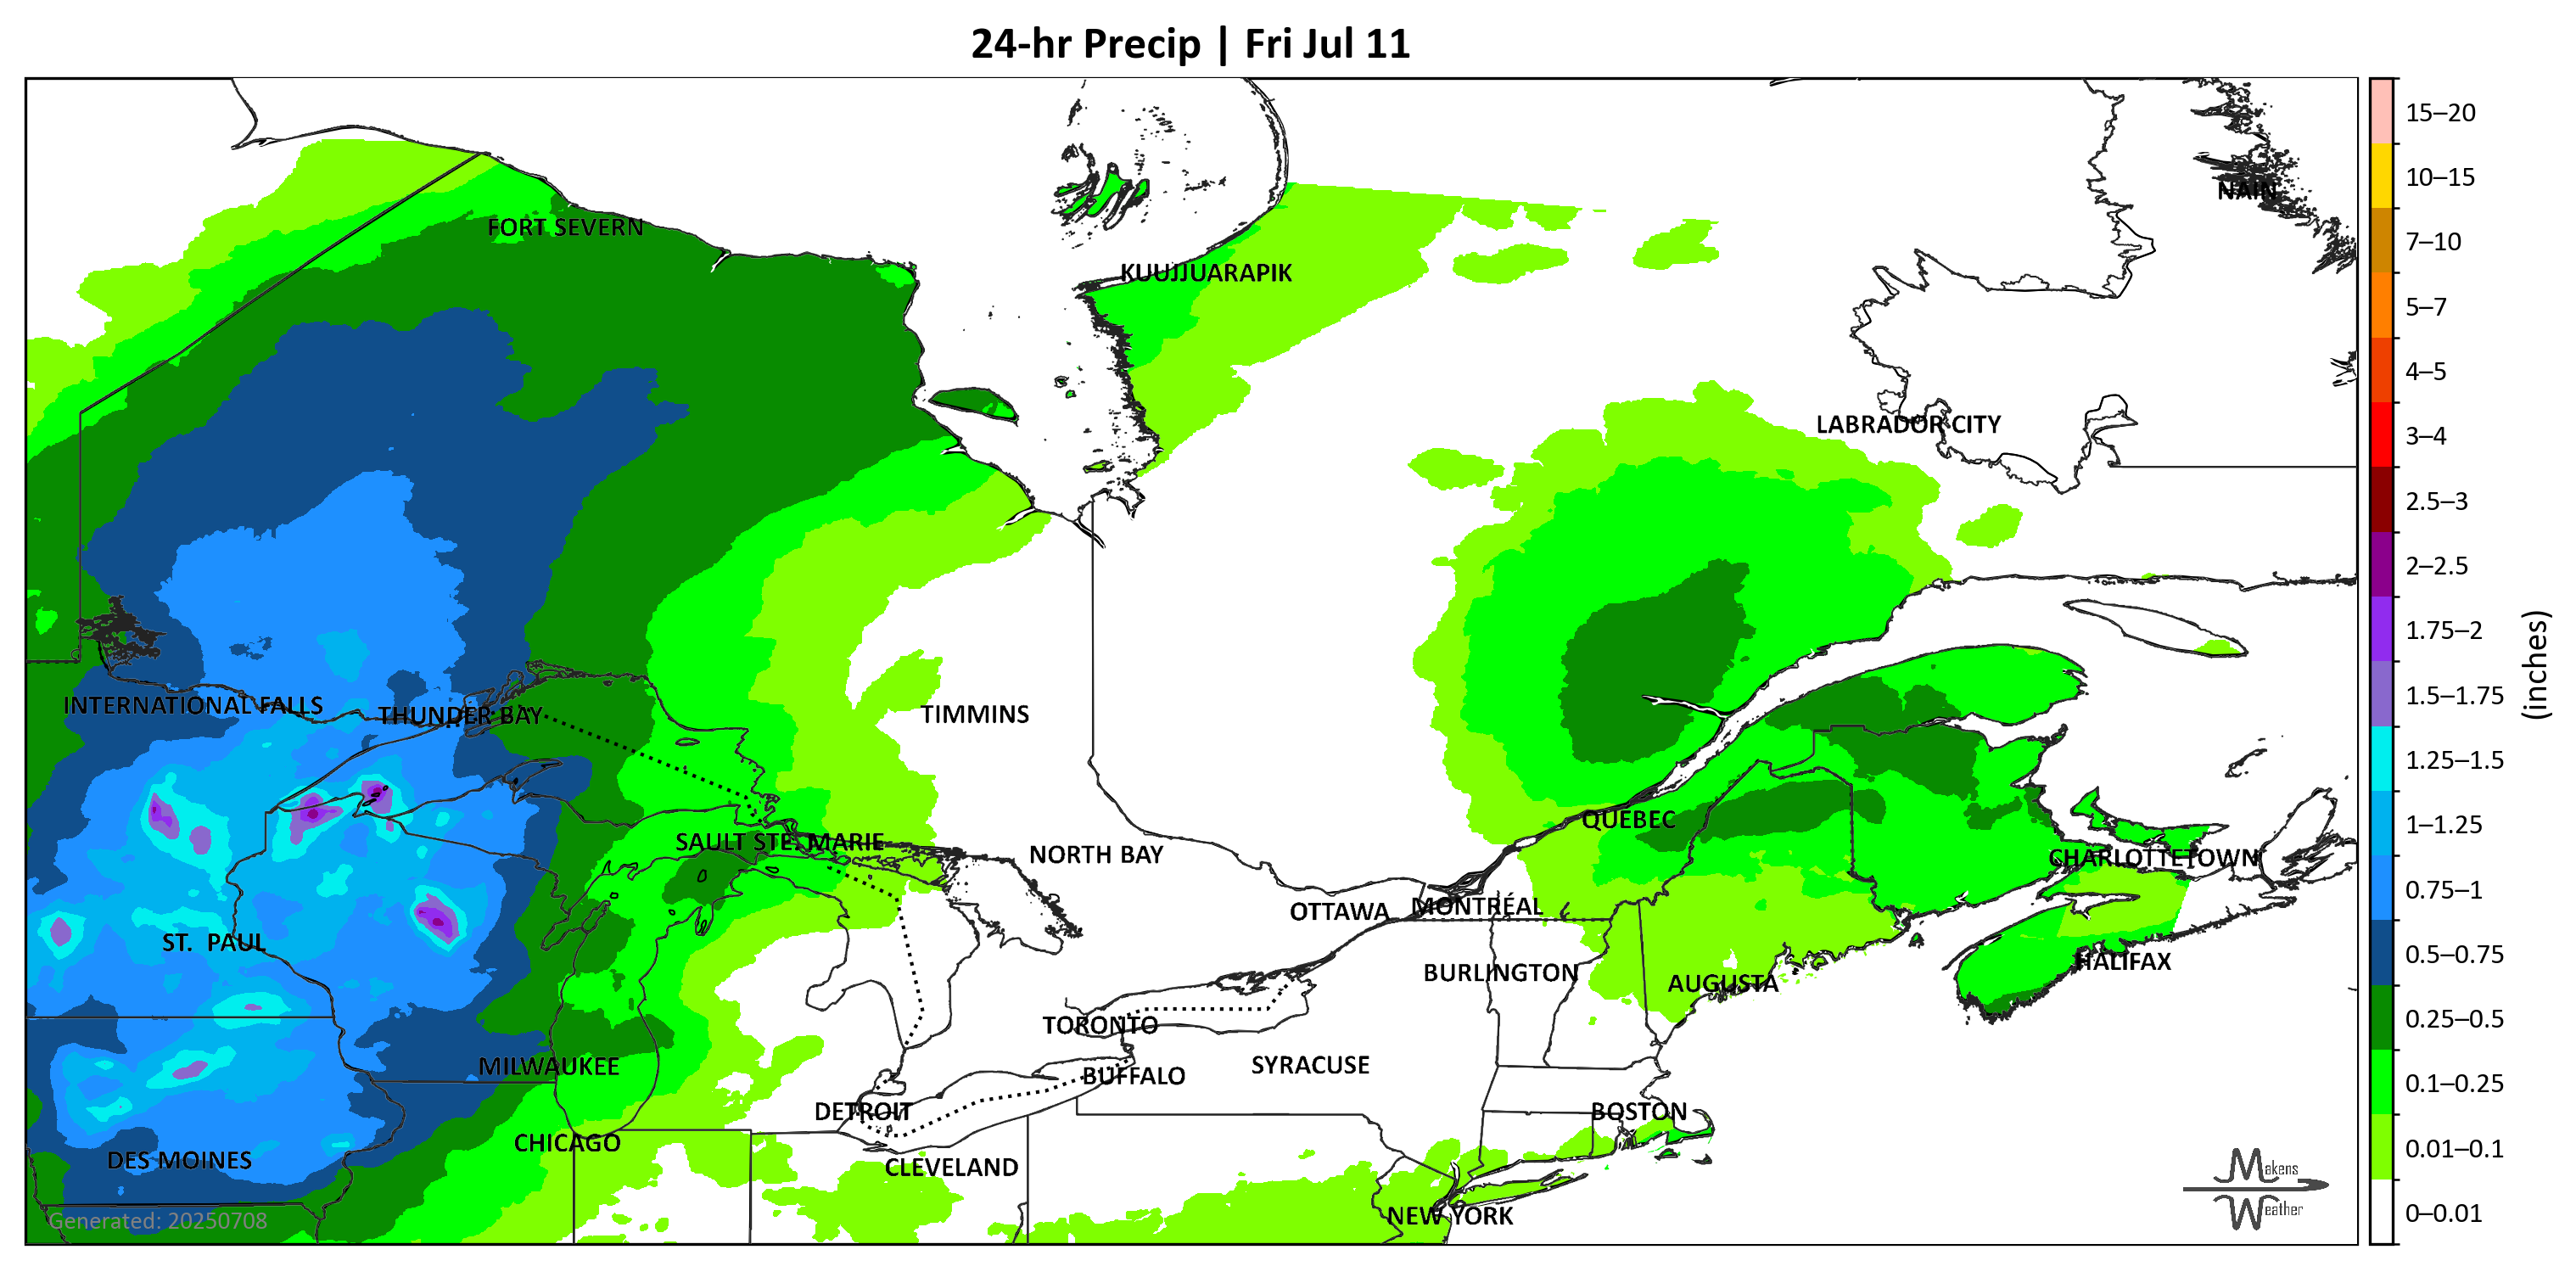 24-hr Precip | Fri Jul 11
NAIN
FORT SEVERN
KUUJJUARAPIK
LABRADOR CITY
INTERNATIONAL FALLS
THUNDER BAY
TIMMINS
QUÉBEC
SAULT STE. MARIE
NORTH BAY
CHARLOTTETOWN
OTTAWA
MONTRÉAL
ST. PAUL
HALIFAX
BURLINGTON
AUGUSTA
TORONTO
MILWAUKEE
SYRACUSE
BUFFALO
DETROIT
BOSTON
CHICAGO
DES MOINES
CLEVELAND
NEW YORK
Generated: 20250708
Makens
Weather
15–20
10–15
7–10
5–7
4–5
3–4
2.5–3
2–2.5
1.75–2
1.5–1.75
1.25–1.5
1–1.25
0.75–1
0.5–0.75
0.25–0.5
0.1–0.25
0.01–0.1
0–0.01
(inches)